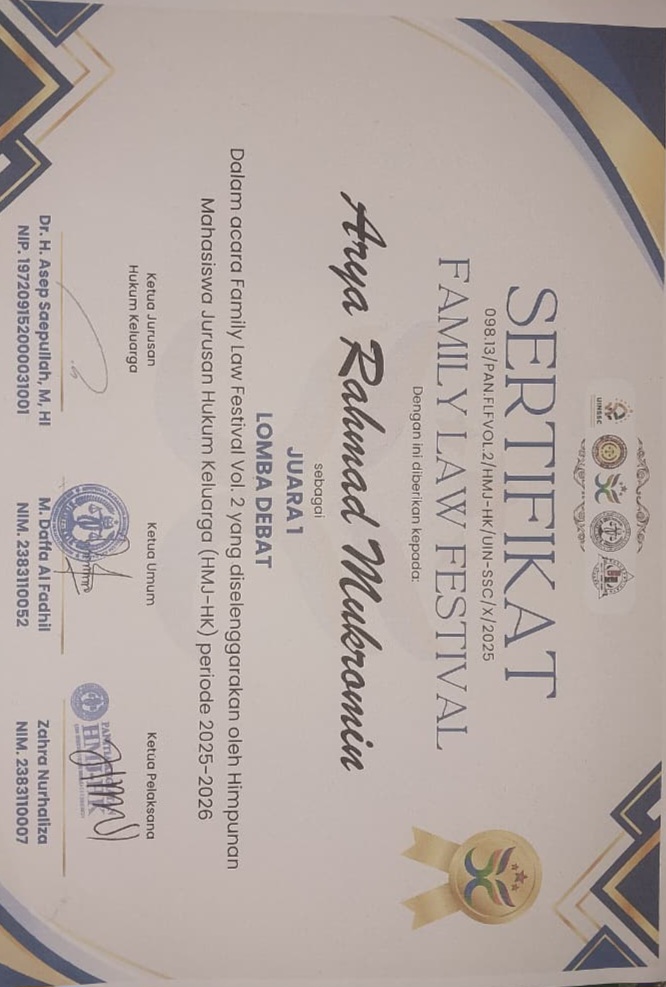 UINSSC
SERTIFIKAT
098.13/PAN.FLFVOL.2/HMJ-HK/UIN-SSC/X/2025
FAMILY LAW FESTIVAL
Dengan ini diberikan kepada:
Arya Rahmad Mukromin
sebagai
JUARA 1
LOMBA DEBAT
Dalam acara Family Law Festival Vol. 2 yang diselenggarakan oleh Himpunan
Mahasiswa Jurusan Hukum Keluarga (HMJ-HK) periode 2025-2026
Ketua Jurusan
Hukum Keluarga
Dr. H. Asep Saepullah, M, HI
NIP. 197209152000031001
Ketua Umum
M. Daffa Al Fadhil
NIM. 2383110052
Ketua Pelaksana
Zahra Nurhaliza
NIM. 2383110007